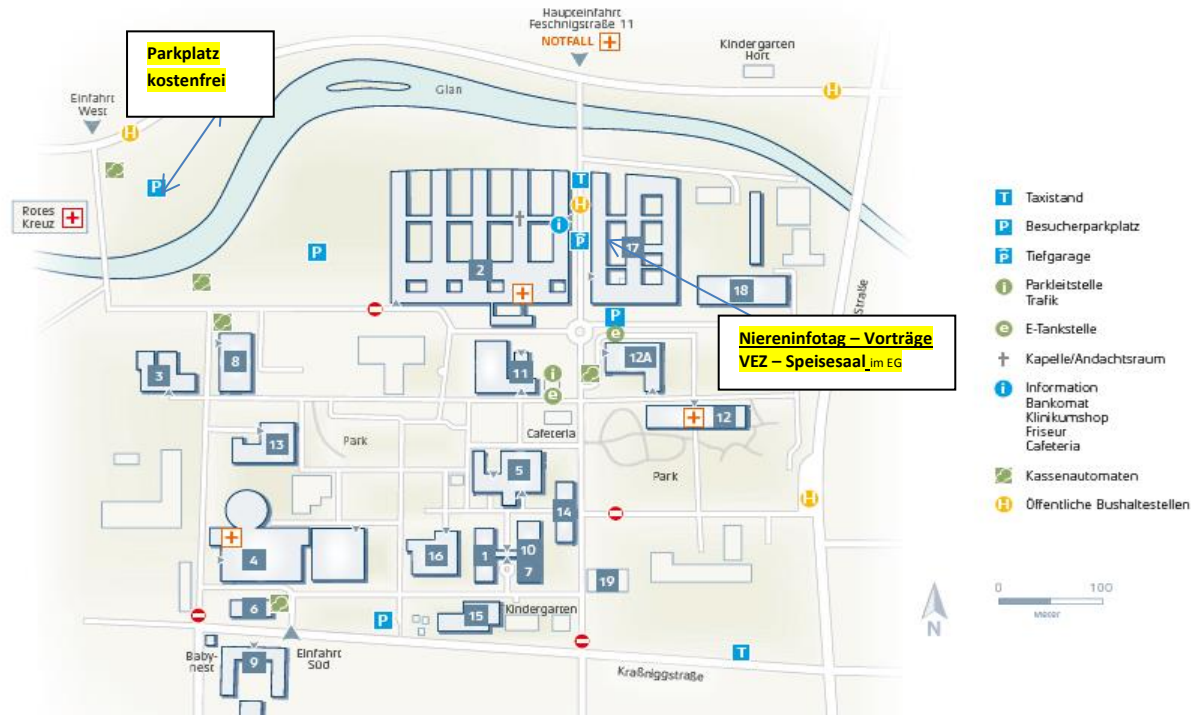 Haupteinfahrt
Feschnigstraße 11
NOTFALL
Parkplatz
kostenfrei
Kindergarten
Hort
Einfahrt
West
Glan
H
H
P
T
Rotes
Kreuz
H
i
P
P
17
2
18
Straße
P
e
Niereninfotag – Vorträge
VEZ – Speisesaal im EG
8
12A
3
11
i
e
12
Cafeteria
Park
13
5
Park
14
H
4
16
1
10
7
19
6
P
15
Kindergarten
Baby-
nest
9
Einfahrt
Süd
T
Kraßniggstraße
T Taxistand
P Besucherparkplatz
P Tiefgarage
i Parkleitstelle
Trafik
e E-Tankstelle
Kapelle/Andachtsraum
i Information
Bankomat
Klinikumshop
Friseur
Cafeteria
Kassenautomaten
H Öffentliche Bushaltestellen
0 100
Meter
N